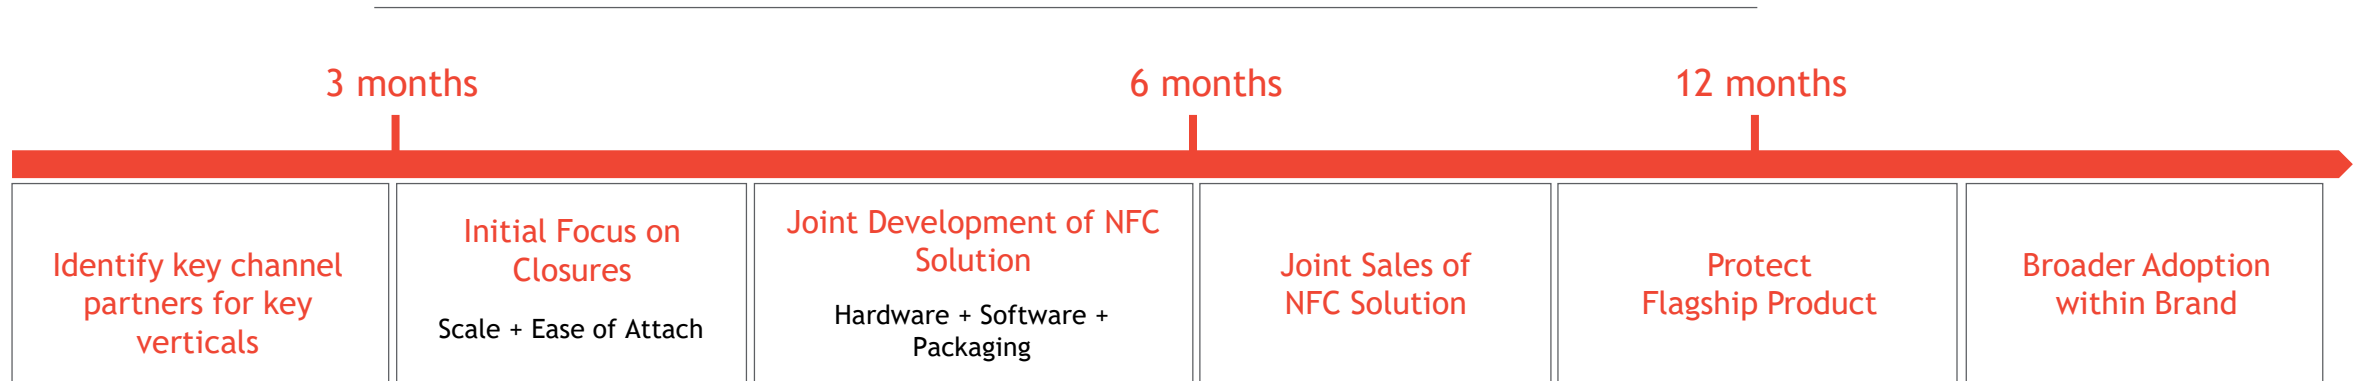 3 months
6 months
12 months
Identify key channel
partners for key
verticals
Initial Focus on
Closures
Scale + Ease of Attach
Joint Development of NFC
Solution
Hardware + Software +
Packaging
Joint Sales of
NFC Solution
Protect
Flagship Product
Broader Adoption
within Brand